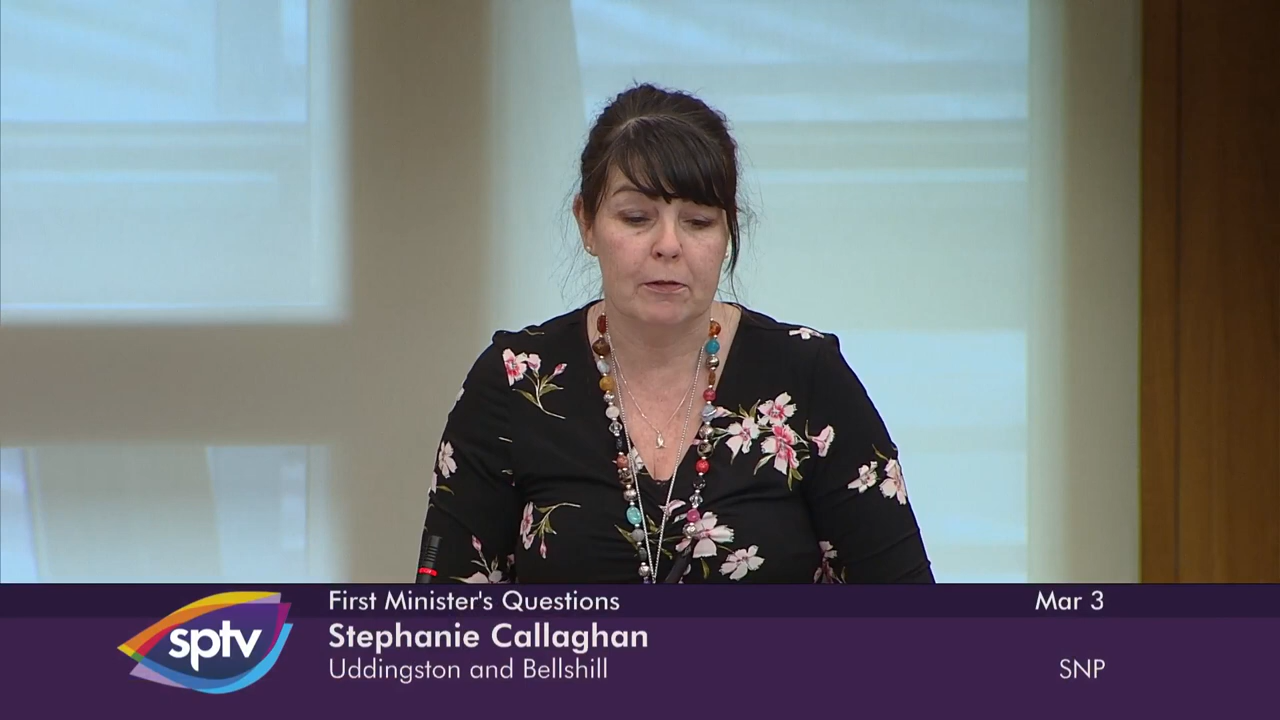 First Minister's Questions
Mar 3
sptv
Stephanie Callaghan
Uddingston and Bellshill
SNP